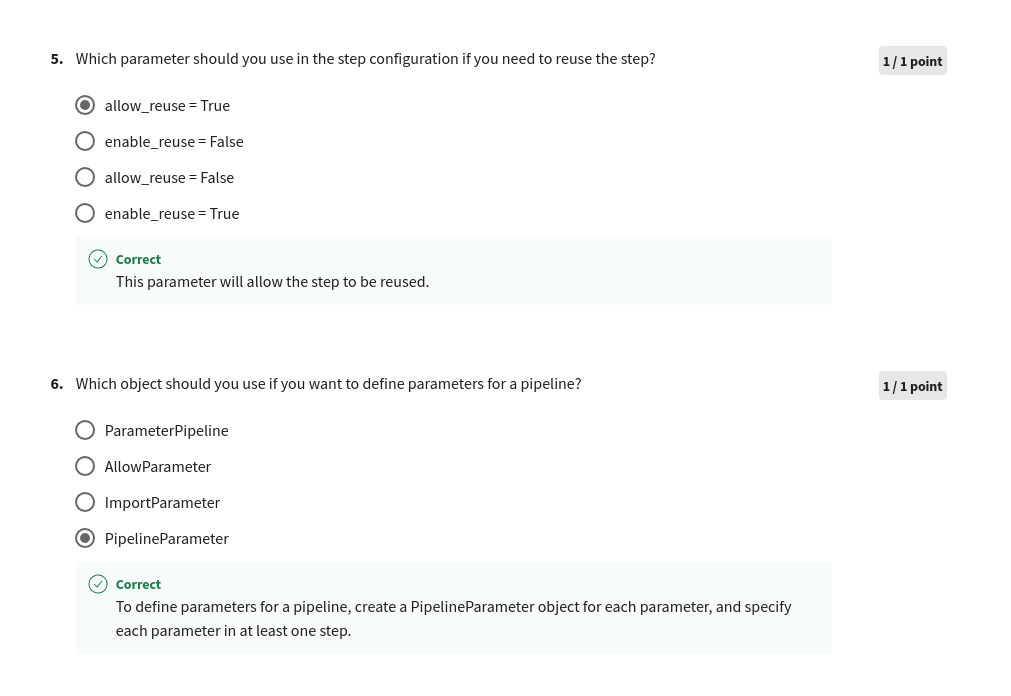 5. Which parameter should you use in the step configuration if you need to reuse the step?
1 / 1 point
allow_reuse = True
enable_reuse = False
allow_reuse = False
enable_reuse = True
Correct
This parameter will allow the step to be reused.
6. Which object should you use if you want to define parameters for a pipeline?
1 / 1 point
ParameterPipeline
AllowParameter
ImportParameter
PipelineParameter
Correct
To define parameters for a pipeline, create a PipelineParameter object for each parameter, and specify
each parameter in at least one step.